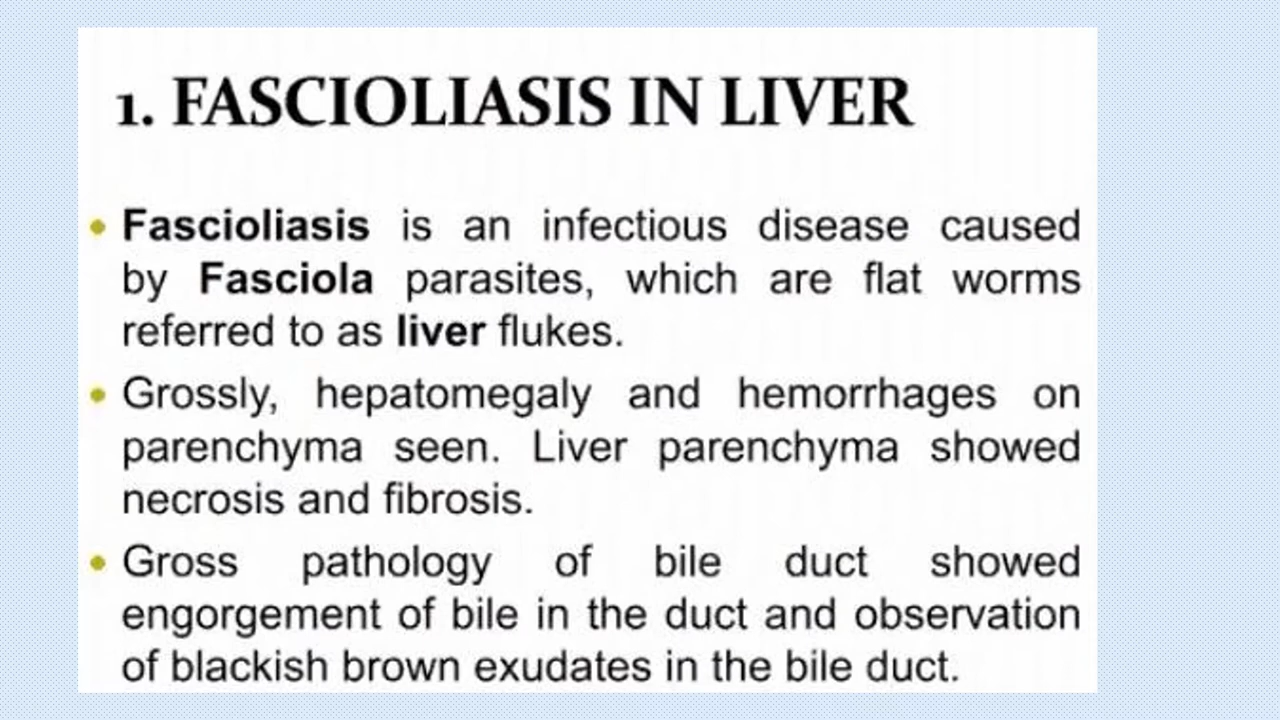 1. FASCIOLIASIS IN LIVER
• Fascioliasis is an infectious disease caused
by Fasciola parasites, which are flat worms
referred to as liver flukes.
• Grossly, hepatomegaly and hemorrhages on
parenchyma seen. Liver parenchyma showed
necrosis and fibrosis.
• Gross pathology of bile duct showed
engorgement of bile in the duct and observation
of blackish brown exudates in the bile duct.